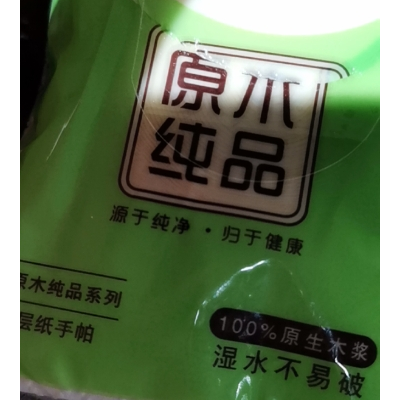 原木
纯品
源于纯净·归于健康
原木纯品系列
层纸手帕
100%原生木浆
湿水不易破